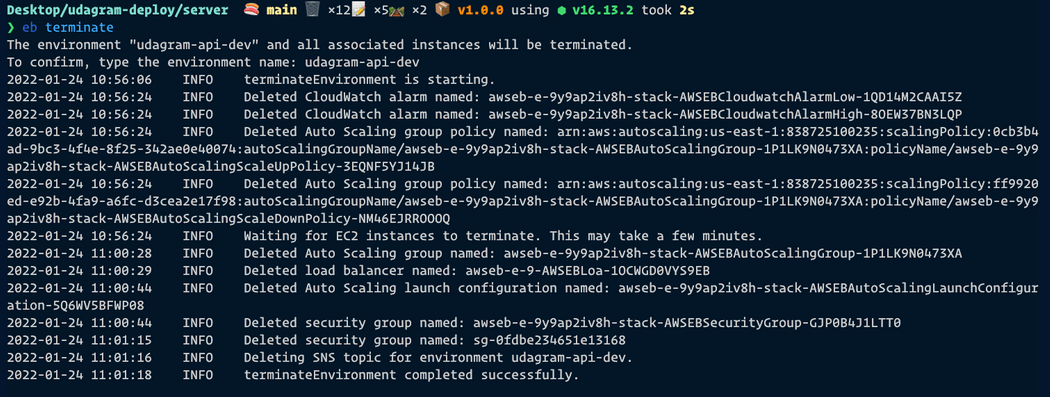 Desktop/udagram-deploy/server 🍣 main 🗑️ ×12📝 ×5🛤️ ×2 📦 v1.0.0 using ⬢ v16.13.2 took 2s
❯ eb terminate
The environment "udagram-api-dev" and all associated instances will be terminated.
To confirm, type the environment name: udagram-api-dev
2022-01-24 10:56:06    INFO    terminateEnvironment is starting.
2022-01-24 10:56:24    INFO    Deleted CloudWatch alarm named: awseb-e-9y9ap2iv8h-stack-AWSEBCloudwatchAlarmLow-1QD14M2CAAI5Z
2022-01-24 10:56:24    INFO    Deleted CloudWatch alarm named: awseb-e-9y9ap2iv8h-stack-AWSEBCloudwatchAlarmHigh-8OEW37BN3LQP
2022-01-24 10:56:24    INFO    Deleted Auto Scaling group policy named: arn:aws:autoscaling:us-east-1:838725100235:scalingPolicy:0cb3b4
ad-9bc3-4f4e-8f25-342ae0e40074:autoScalingGroupName/awseb-e-9y9ap2iv8h-stack-AWSEBAutoScalingGroup-1P1LK9N0473XA:policyName/awseb-e-9y9
ap2iv8h-stack-AWSEBAutoScalingScaleUpPolicy-3EQNF5YJ14JB
2022-01-24 10:56:24    INFO    Deleted Auto Scaling group policy named: arn:aws:autoscaling:us-east-1:838725100235:scalingPolicy:ff9920
ed-e92b-4fa9-a6fc-d3cea2e17f98:autoScalingGroupName/awseb-e-9y9ap2iv8h-stack-AWSEBAutoScalingGroup-1P1LK9N0473XA:policyName/awseb-e-9y9
ap2iv8h-stack-AWSEBAutoScalingScaleDownPolicy-NM46EJRROOOQ
2022-01-24 10:56:24    INFO    Waiting for EC2 instances to terminate. This may take a few minutes.
2022-01-24 11:00:28    INFO    Deleted Auto Scaling group named: awseb-e-9y9ap2iv8h-stack-AWSEBAutoScalingGroup-1P1LK9N0473XA
2022-01-24 11:00:29    INFO    Deleted load balancer named: awseb-e-9-AWSEBLoa-1OCWGD0VYS9EB
2022-01-24 11:00:44    INFO    Deleted Auto Scaling launch configuration named: awseb-e-9y9ap2iv8h-stack-AWSEBAutoScalingLaunchConfigur
ation-5Q6WV5BFWP08
2022-01-24 11:00:44    INFO    Deleted security group named: awseb-e-9y9ap2iv8h-stack-AWSEBSecurityGroup-GJP0B4J1LTT0
2022-01-24 11:01:15    INFO    Deleted security group named: sg-0fdbe234651e13168
2022-01-24 11:01:16    INFO    Deleting SNS topic for environment udagram-api-dev.
2022-01-24 11:01:18    INFO    terminateEnvironment completed successfully.